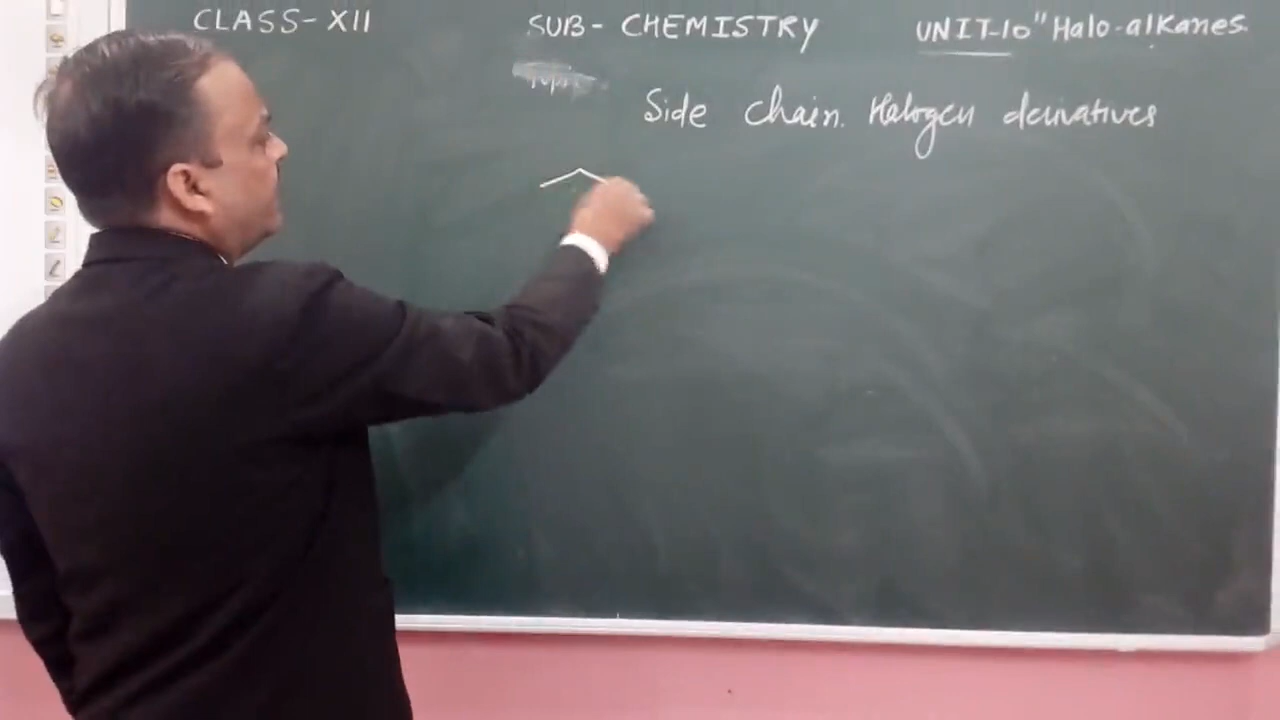 CLASS-XII SUB- CHEMISTRY UNIT-10 "Halo-alkanes.
Side chain. Halogen derivatives